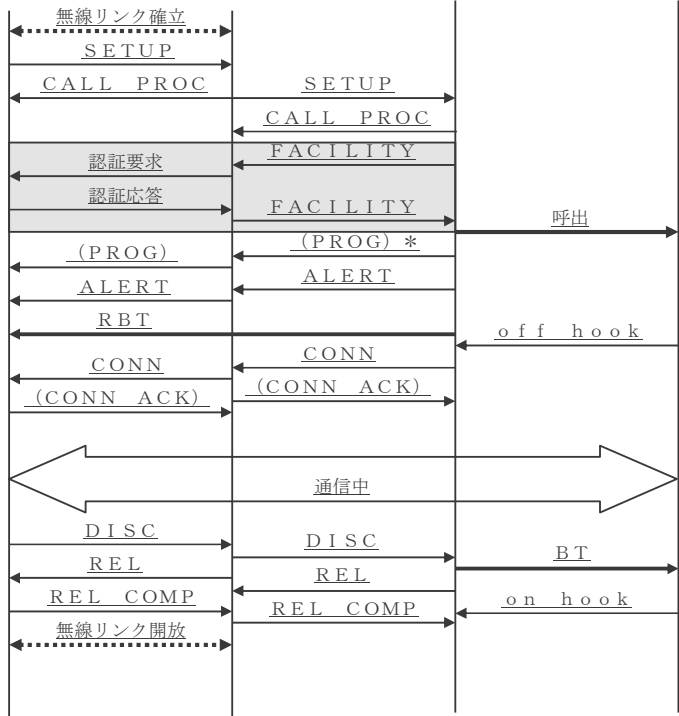 無線リンク確立
ＳＥＴＵＰ
ＣＡＬＬ　ＰＲＯＣ
ＳＥＴＵＰ
ＣＡＬＬ　ＰＲＯＣ
ＦＡＣＩＬＩＴＹ
認証要求
認証応答
ＦＡＣＩＬＩＴＹ
呼出
（ＰＲＯＧ）＊
（ＰＲＯＧ）
ＡＬＥＲＴ
ＡＬＥＲＴ
ＲＢＴ
ｏｆｆ　ｈｏｏｋ
ＣＯＮＮ
ＣＯＮＮ
（ＣＯＮＮ　ＡＣＫ）
（ＣＯＮＮ　ＡＣＫ）
通信中
ＤＩＳＣ
ＤＩＳＣ
ＢＴ
ＲＥＬ
ＲＥＬ
ＲＥＬ　ＣＯＭＰ
ｏｎ　ｈｏｏｋ
ＲＥＬ　ＣＯＭＰ
無線リンク開放